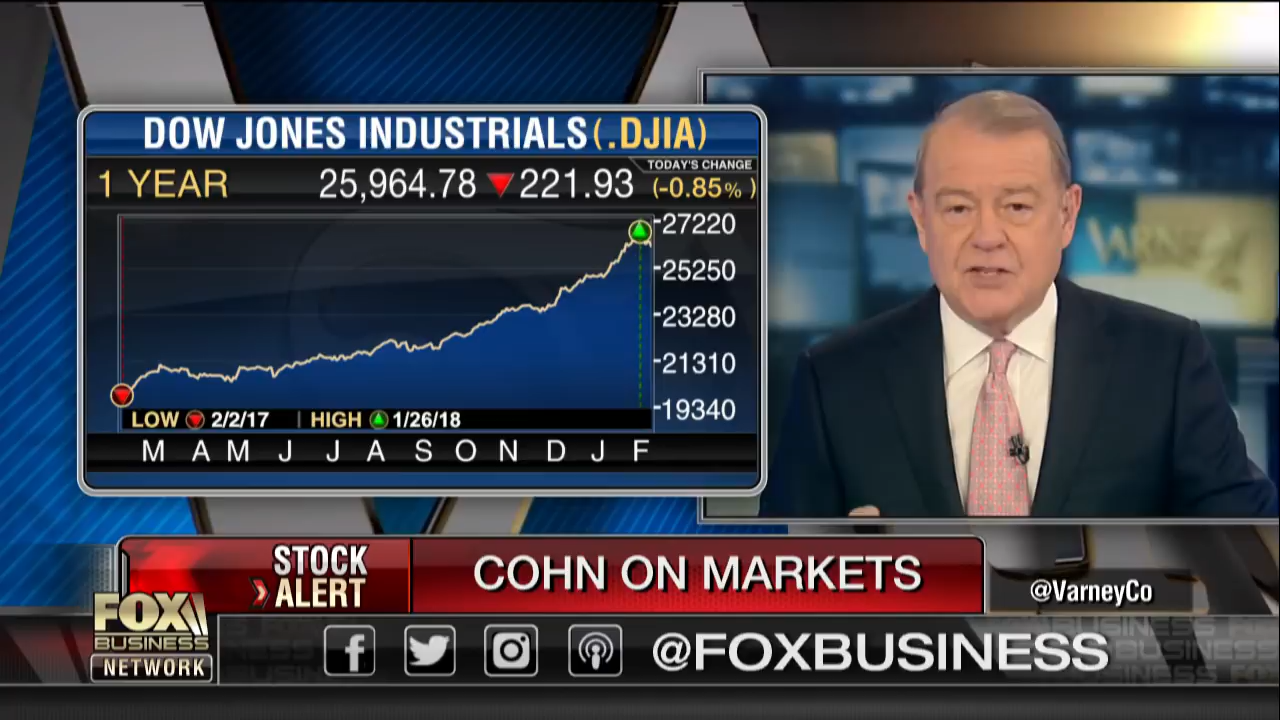 DOW JONES INDUSTRIALS (.DJIA)
TODAY'S CHANGE
1 YEAR 25,964.78 ▼221.93 (-0.85%)
27220
25250
23280
21310
19340
LOW 2/2/17 | HIGH 1/26/18
M A M J J A S O N D J F
VARNEY
STOCK
ALERT
COHN ON MARKETS
@VarneyCo
FOX
BUSINESS
NETWORK
@FOXBUSINESS